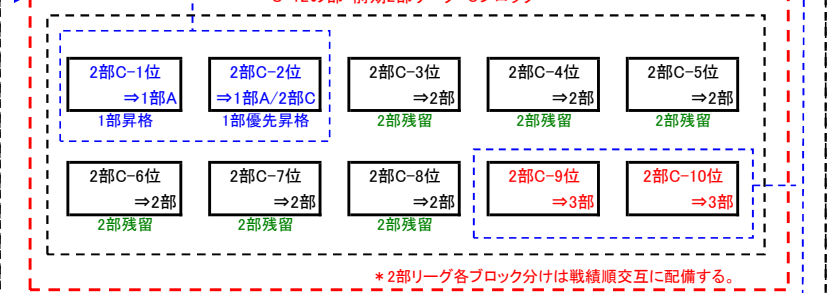 2部C-1位
⇒1部A
1部昇格
2部C-2位
⇒1部A/2部C
1部優先昇格
2部C-3位
⇒2部
2部残留
2部C-4位
⇒2部
2部残留
2部C-5位
⇒2部
2部残留
2部C-6位
⇒2部
2部残留
2部C-7位
⇒2部
2部残留
2部C-8位
⇒2部
2部残留
2部C-9位
⇒3部
2部C-10位
⇒3部
*2部リーグ各ブロック分けは戦績順交互に配備する。